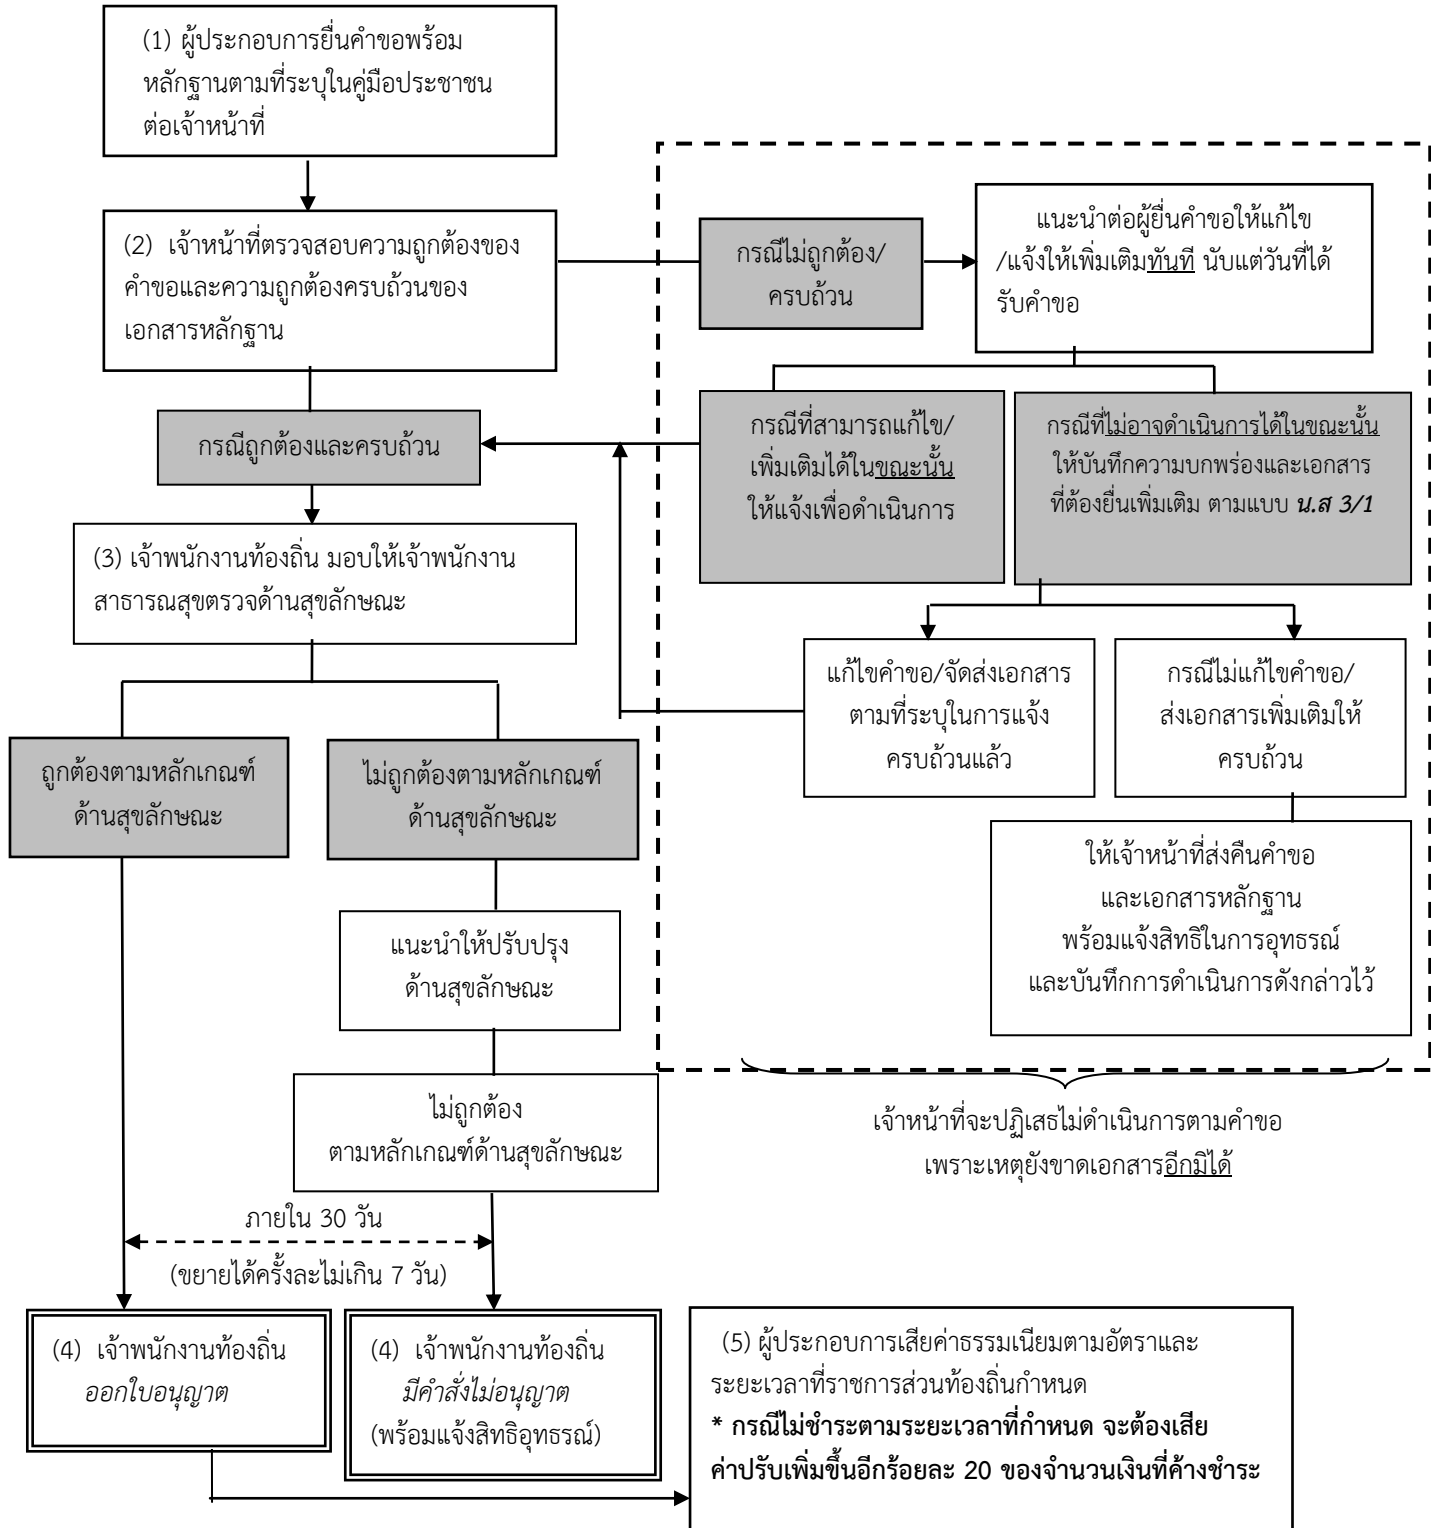 (1) ผู้ประกอบการยื่นคำขอพร้อม
หลักฐานตามที่ระบุในคู่มือประชาชน
ต่อเจ้าหน้าที่
(2) เจ้าหน้าที่ตรวจสอบความถูกต้องของ
คำขอและความถูกต้องครบถ้วนของ
เอกสารหลักฐาน
กรณีไม่ถูกต้อง/
ครบถ้วน
แนะนำต่อผู้ยื่นคำขอให้แก้ไข
/แจ้งให้เพิ่มเติมทันที นับแต่วันที่ได้
รับคำขอ
กรณีถูกต้องและครบถ้วน
กรณีที่สามารถแก้ไข/
เพิ่มเติมได้ในขณะนั้น
ให้แจ้งเพื่อดำเนินการ
กรณีที่ไม่อาจดำเนินการได้ในขณะนั้น
ให้บันทึกความบกพร่องและเอกสาร
ที่ต้องยื่นเพิ่มเติม ตามแบบ น.ส 3/1
(3) เจ้าพนักงานท้องถิ่น มอบให้เจ้าพนักงาน
สาธารณสุขตรวจด้านสุขลักษณะ
แก้ไขคำขอ/จัดส่งเอกสาร
ตามที่ระบุในการแจ้ง
ครบถ้วนแล้ว
กรณีไม่แก้ไขคำขอ/
ส่งเอกสารเพิ่มเติมให้
ครบถ้วน
ถูกต้องตามหลักเกณฑ์
ด้านสุขลักษณะ
ไม่ถูกต้องตามหลักเกณฑ์
ด้านสุขลักษณะ
ให้เจ้าหน้าที่ส่งคืนคำขอ
และเอกสารหลักฐาน
พร้อมแจ้งสิทธิในการอุทธรณ์
และบันทึกการดำเนินการดังกล่าวไว้
แนะนำให้ปรับปรุง
ด้านสุขลักษณะ
ไม่ถูกต้อง
ตามหลักเกณฑ์ด้านสุขลักษณะ
เจ้าหน้าที่จะปฏิเสธไม่ดำเนินการตามคำขอ
เพราะเหตุยังขาดเอกสารอีกมิได้
ภายใน 30 วัน
(ขยายได้ครั้งละไม่เกิน 7 วัน)
(4) เจ้าพนักงานท้องถิ่น
ออกใบอนุญาต
(4) เจ้าพนักงานท้องถิ่น
มีคำสั่งไม่อนุญาต
(พร้อมแจ้งสิทธิอุทธรณ์)
(5) ผู้ประกอบการเสียค่าธรรมเนียมตามอัตราและ
ระยะเวลาที่ราชการส่วนท้องถิ่นกำหนด
* กรณีไม่ชำระตามระยะเวลาที่กำหนด จะต้องเสีย
ค่าปรับเพิ่มขึ้นอีกร้อยละ 20 ของจำนวนเงินที่ค้างชำระ